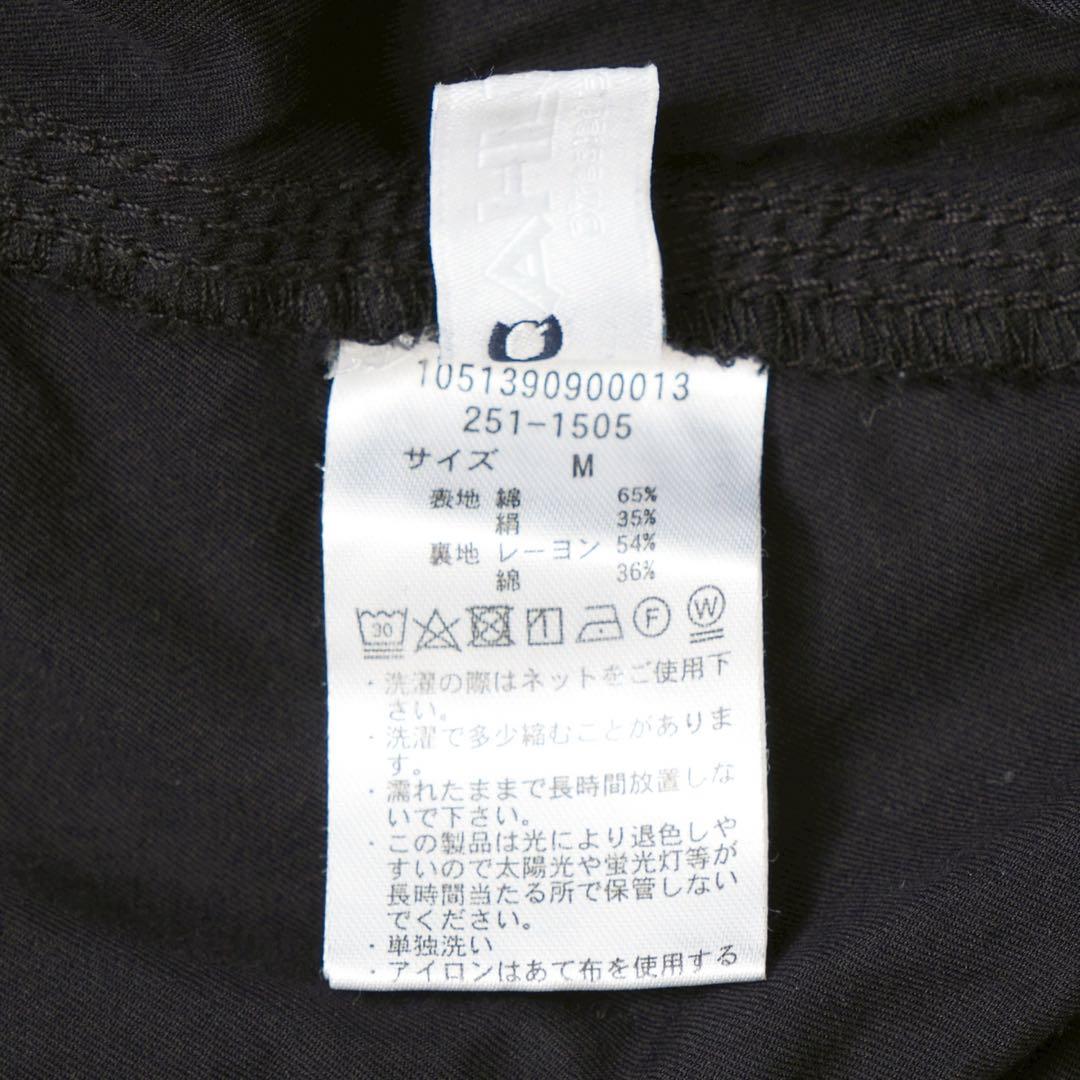 1051390900013
251-1505
サイズ M
表地 綿 65%
絹 35%
裏地 レーヨン 54%
綿 36%
30
F W
・洗濯の際はネットをご使用下
さい。
・洗濯で多少縮むことがありま
す。
・濡れたままで長時間放置しな
いで下さい。
・この製品は光により退色しや
すいので太陽光や蛍光灯等が
長時間当たる所で保管しない
でください。
・単独洗い
・アイロンはあて布を使用する